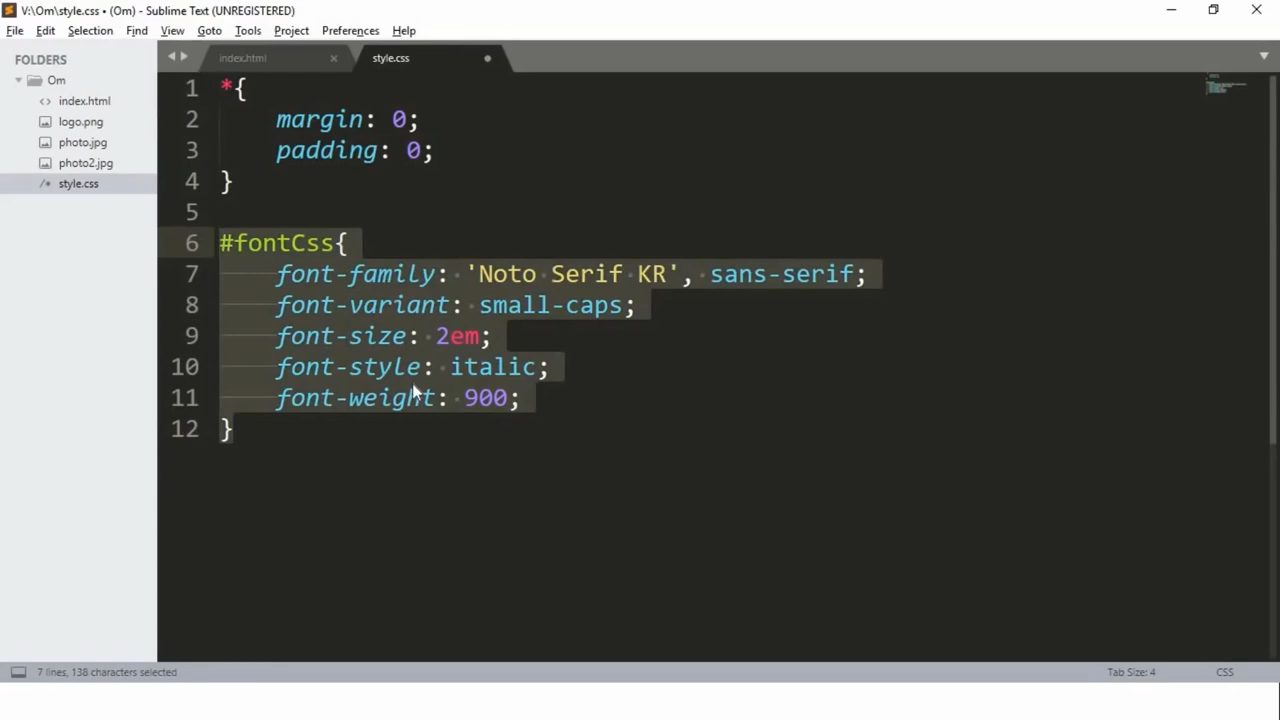 V:\Om\style.css • (Om) - Sublime Text (UNREGISTERED)
File Edit Selection Find View Goto Tools Project Preferences Help
FOLDERS
Om
index.html
logo.png
photo.jpg
photo2.jpg
style.css
index.html style.css
1 *{
2 margin: 0;
3 padding: 0;
4 }
5
6 #fontCss{
7 font-family: 'Noto Serif KR', sans-serif;
8 font-variant: small-caps;
9 font-size: 2em;
10 font-style: italic;
11 font-weight: 900;
12 }
7 lines, 138 characters selected Tab Size: 4 CSS